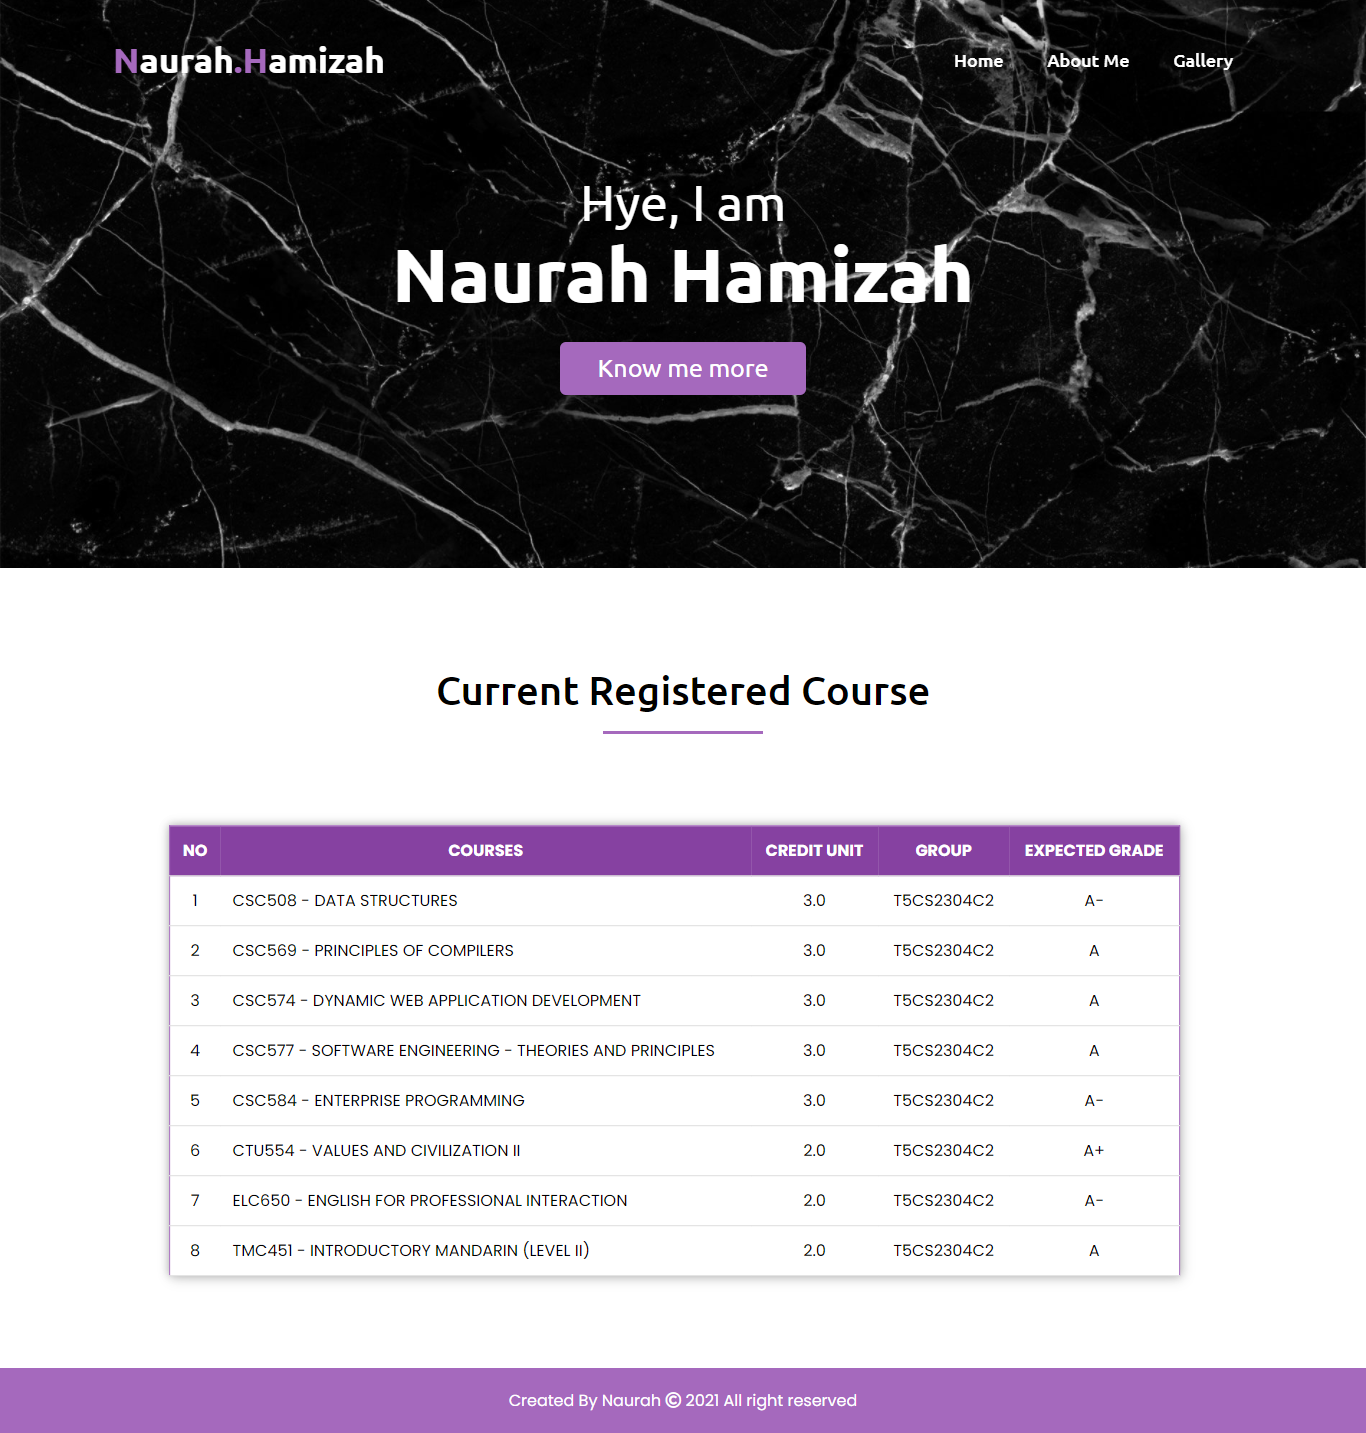 Naurah.Hamizah Home About Me Gallery
Hye, I am
Naurah Hamizah
Know me more
Current Registered Course
NO COURSES CREDIT UNIT GROUP EXPECTED GRADE
1 CSC508 - DATA STRUCTURES 3.0 T5CS2304C2 A-
2 CSC569 - PRINCIPLES OF COMPILERS 3.0 T5CS2304C2 A
3 CSC574 - DYNAMIC WEB APPLICATION DEVELOPMENT 3.0 T5CS2304C2 A
4 CSC577 - SOFTWARE ENGINEERING - THEORIES AND PRINCIPLES 3.0 T5CS2304C2 A
5 CSC584 - ENTERPRISE PROGRAMMING 3.0 T5CS2304C2 A-
6 CTU554 - VALUES AND CIVILIZATION II 2.0 T5CS2304C2 A+
7 ELC650 - ENGLISH FOR PROFESSIONAL INTERACTION 2.0 T5CS2304C2 A-
8 TMC451 - INTRODUCTORY MANDARIN (LEVEL II) 2.0 T5CS2304C2 A
Created By Naurah © 2021 All right reserved